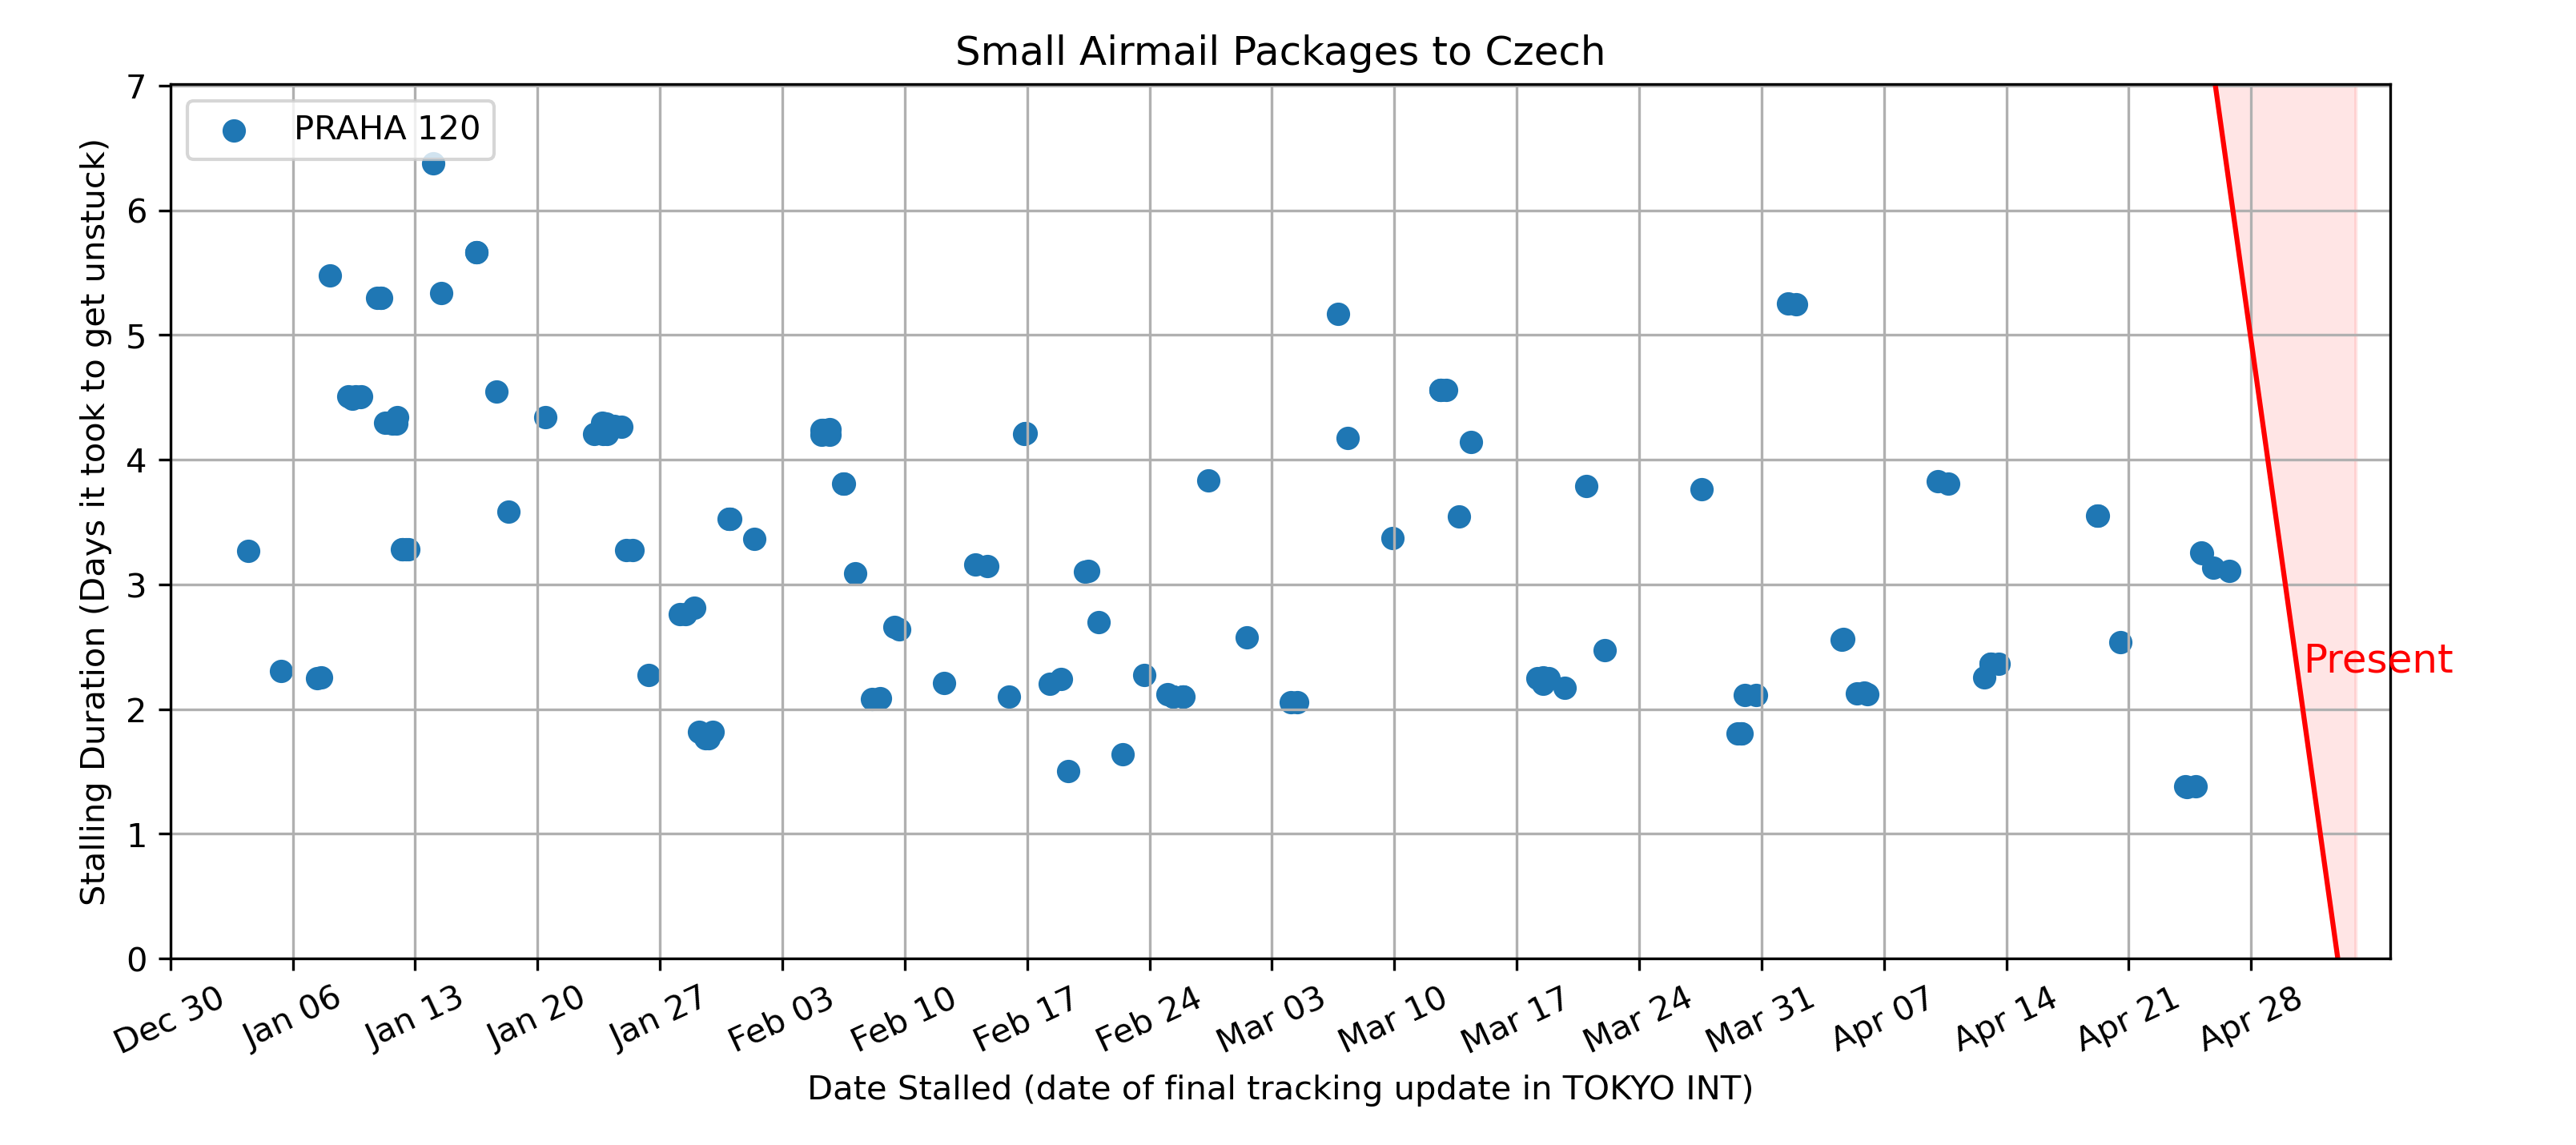 Small Airmail Packages to Czech
PRAHA 120
Stalling Duration (Days it took to get unstuck)
7
6
5
4
3
2
1
0
Present
Dec 30
Jan 06
Jan 13
Jan 20
Jan 27
Feb 03
Feb 10
Feb 17
Feb 24
Mar 03
Mar 10
Mar 17
Mar 24
Mar 31
Apr 07
Apr 14
Apr 21
Apr 28
Date Stalled (date of final tracking update in TOKYO INT)